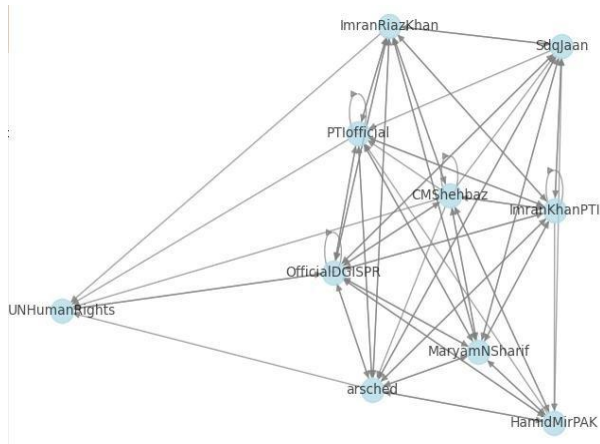 ImranRiazKhan
SdqJaan
PTIofficial
CMShehbaz
ImranKhanPTI
OfficialDGISPR
UNHumanRights
MaryamNSharif
arsched
HamidMirPAK